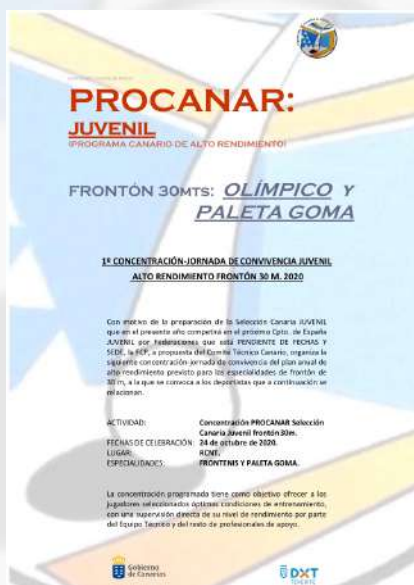 PROCANAR:
JUVENIL
(PROGRAMA CANARIO DE ALTO RENDIMIENTO)
FRONTÓN 30MTS: OLÍMPICO Y
PALETA GOMA
1ª CONCENTRACIÓN-JORNADA DE CONVIVENCIA JUVENIL
ALTO RENDIMIENTO FRONTÓN 30 M. 2020
Con motivo de la preparación de la Selección Canaria JUVENIL
que en el presente año competirá en el próximo Cpto. de España
JUVENIL por Federaciones que está PENDIENTE DE FECHAS Y
SEDE, la FCP, a propuesta del Comité Técnico Canario, organiza la
siguiente concentración-jornada de convivencia del plan anual de
alto rendimiento previsto para las especialidades de frontón de
30 m, a la que se convoca a los deportistas que a continuación se
relacionan.
ACTIVIDAD: Concentración PROCANAR Selección
Canaria Juvenil frontón 30m.
FECHAS DE CELEBRACIÓN: 24 de octubre de 2020.
LUGAR: RCNT.
ESPECIALIDADES: FRONTENIS Y PALETA GOMA.
La concentración programada tiene como objetivo ofrecer a los
jugadores seleccionados óptimas condiciones de entrenamiento,
con una supervisión directa de su nivel de rendimiento por parte
del Equipo Técnico y del resto de profesionales de apoyo.
Gobierno
de Canarias
DXT
TENERIFE